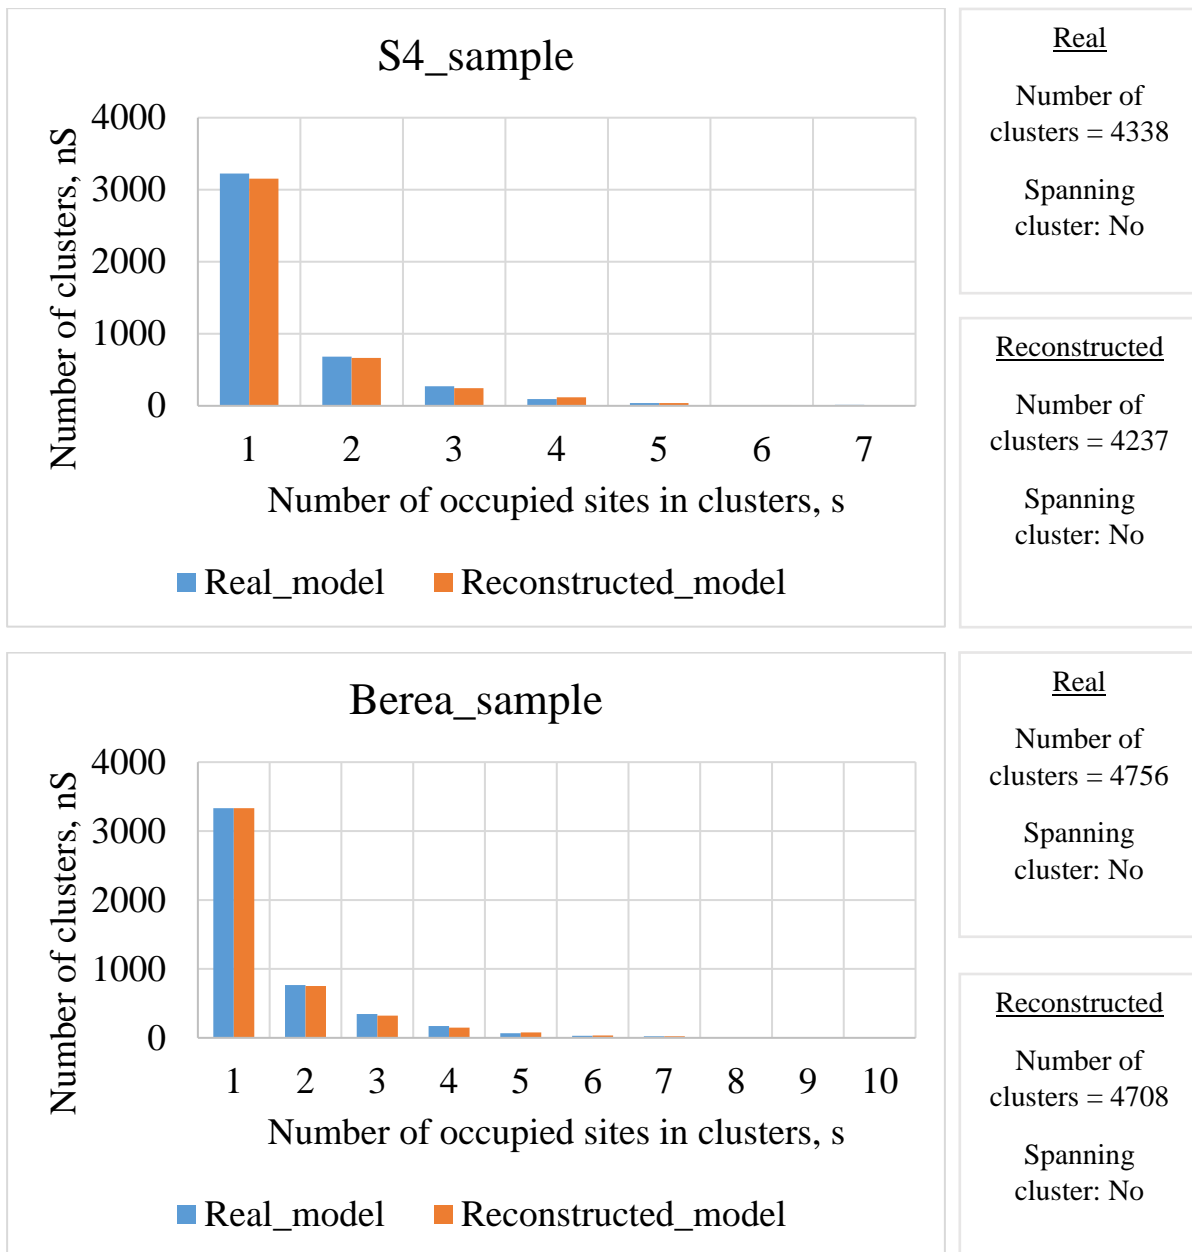 S4_sample
Number of clusters, nS
4000
3000
2000
1000
0
1 2 3 4 5 6 7
Number of occupied sites in clusters, s
Real_model Reconstructed_model
Real
Number of
clusters = 4338
Spanning
cluster: No
Reconstructed
Number of
clusters = 4237
Spanning
cluster: No
Berea_sample
Number of clusters, nS
4000
3000
2000
1000
0
1 2 3 4 5 6 7 8 9 10
Number of occupied sites in clusters, s
Real_model Reconstructed_model
Real
Number of
clusters = 4756
Spanning
cluster: No
Reconstructed
Number of
clusters = 4708
Spanning
cluster: No